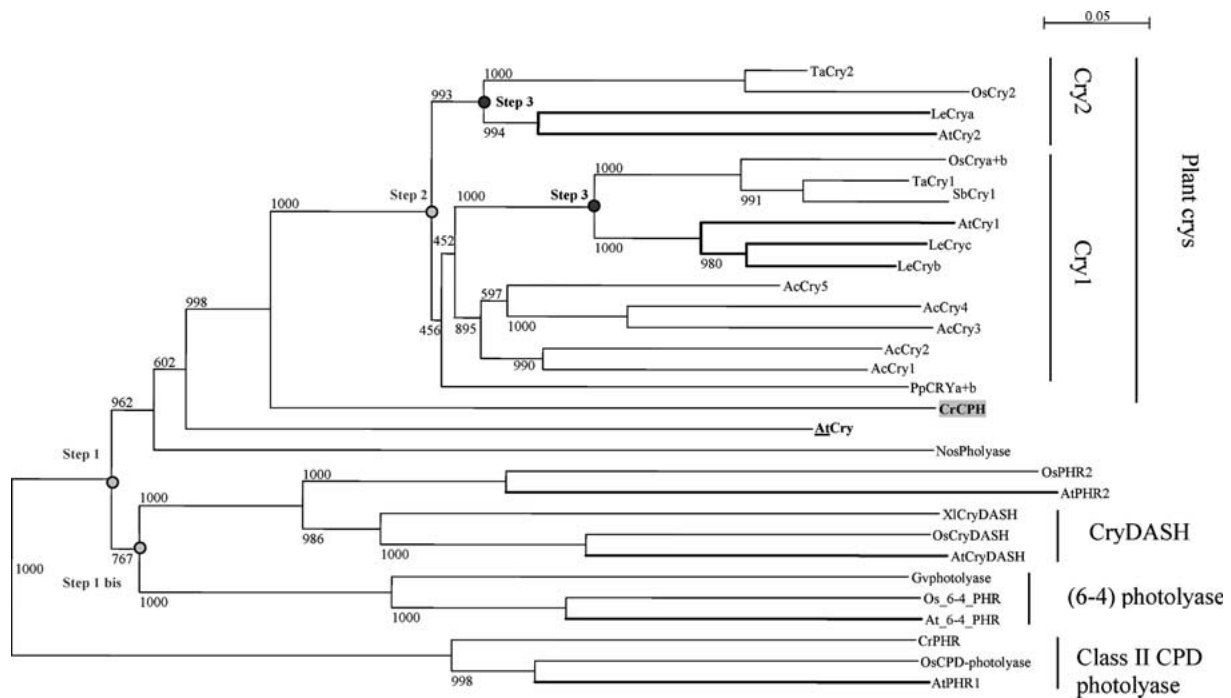 0.05
1000
TaCry2
OsCry2
993
Step 3
994
LeCrya
AtCry2
Cry2
1000
OsCrya+b
TaCry1
SbCry1
991
Step 2
1000
Step 3
1000
1000
AtCry1
LeCryc
980
LeCryb
452
597
AcCry5
AcCry4
1000
AcCry3
456
895
AcCry2
990
AcCry1
PpCRYa+b
Cry1
Plant crys
998
602
962
CrCPH
AtCry
NosPholyase
Step 1
1000
1000
OsPHR2
AtPHR2
986
XlCryDASH
OsCryDASH
1000
AtCryDASH
CryDASH
767
Step 1 bis
1000
1000
Gvphotolyase
Os_6-4_PHR
1000
At_6-4_PHR
(6-4) photolyase
CrPHR
OsCPD-photolyase
998
AtPHR1
Class II CPD
photolyase